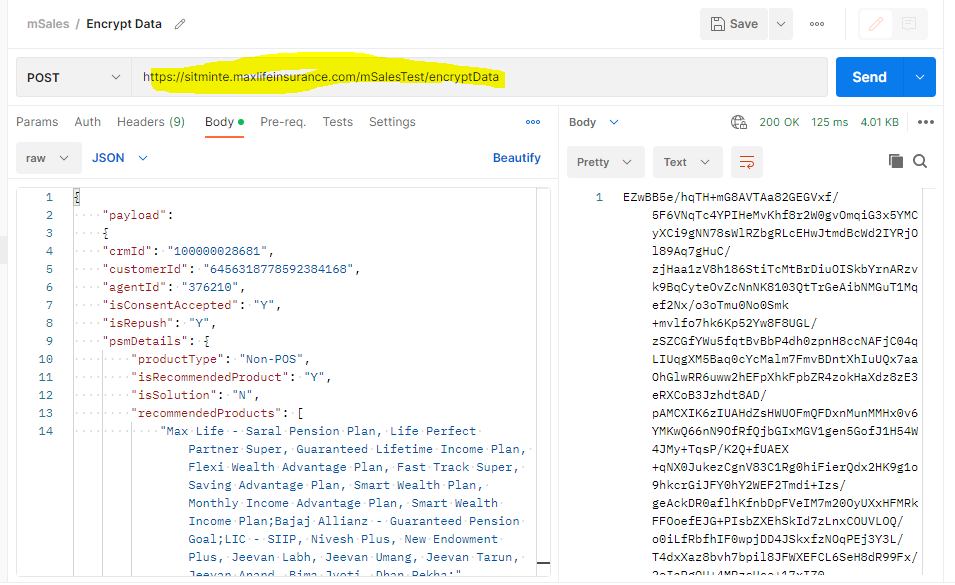 mSales / Encrypt Data
Save
POST
https://sitminte.maxlifeinsurance.com/mSalesTest/encryptData
Send
Params Auth Headers (9) Body Pre-req. Tests Settings
raw JSON Beautify
1 {
2 "payload":
3 {
4 "crmId": "100000028681",
5 "customerId": "6456318778592384168",
6 "agentId": "376210",
7 "isConsentAccepted": "Y",
8 "isRepush": "Y",
9 "psmDetails": {
10 "productType": "Non-POS",
11 "isRecommendedProduct": "Y",
12 "isSolution": "N",
13 "recommendedProducts": [
14 "Max Life - Saral Pension Plan, Life Perfect
Partner Super, Guaranteed Lifetime Income Plan,
Flexi Wealth Advantage Plan, Fast Track Super,
Saving Advantage Plan, Smart Wealth Plan,
Monthly Income Advantage Plan, Smart Wealth
Income Plan;Bajaj Allianz - Guaranteed Pension
Goal;LIC - SIIP, Nivesh Plus, New Endowment
Plus, Jeevan Labh, Jeevan Umang, Jeevan Tarun,
Jeevan Anand, Bima Jyoti, Dhan Rekha;"
Body 200 OK 125 ms 4.01 KB
Pretty Text
1 EZwBB5e/hqTH+mG8AVTAa82GEGVxf/
5F6VNqTc4YPIHeMvKhf8r2W0gvOmqiG3x5YMC
yXCi9gNN78sWlRZbgRLcEHwJtmdBcWd2IYRjO
l89Aq7gHuC/
zjHaa1zV8h186StiTcMtBrDiuOISkbYrnARzv
k9BqCyteOvZcNnNK8103QtTrGeAibNMGuT1Mq
ef2Nx/o3oTmu0No0Smk
+mvlfo7hk6Kp52Yw8F8UGL/
zSZCGfYWu5fqtBvBbP4dh0zpnH8ccNAFjC04q
LIUqgXM5Baq0cYcMalm7FmvBDntXhIuUQx7aa
OhGlwRR6uww2hEFpXhkFpbZR4zokHaXdz8zE3
eRXCoB3Jzhdt8AD/
pAMCXIK6zIUAHdZsHWUOFmQFDxnMunMMHx0v6
YMKwQ66nN9OfRfQjbGIxMGV1gen5GofJ1H54W
4JMy+TqsP/K2Q+fUAEX
+qNX0JukezCgnV83C1Rg0hiFierQdx2HK9g1o
9hkcrGiJFY0hY2WEF2Tmdi+Izs/
geAckDR0aflhKfnbDpFVeIM7m20OyUXxHFMRk
FFOoefEJG+PIsbZXEhSkId7zLnxCOUVLOQ/
o0iLfRbfhIF0wpjDD4JSkxfzNOqPEj3Y3L/
T4dxXaz8bvh7bpil8JFWXEFCL6SeH8dR99Fx/